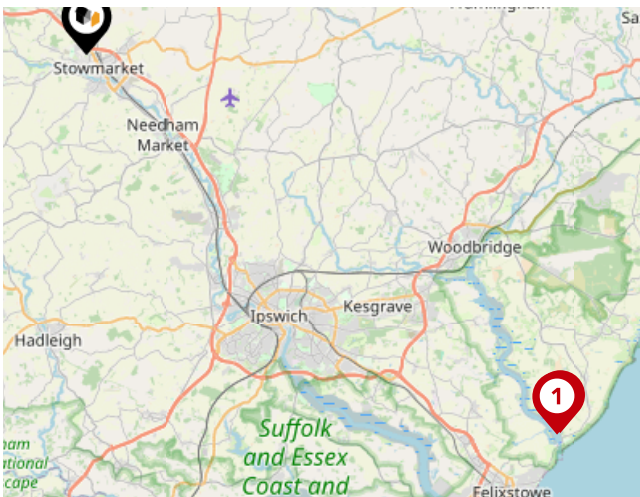 Stowmarket
Needham
Market
Woodbridge
Kesgrave
Ipswich
Hadleigh
1
Suffolk
and Essex
Coast and
Felixstowe